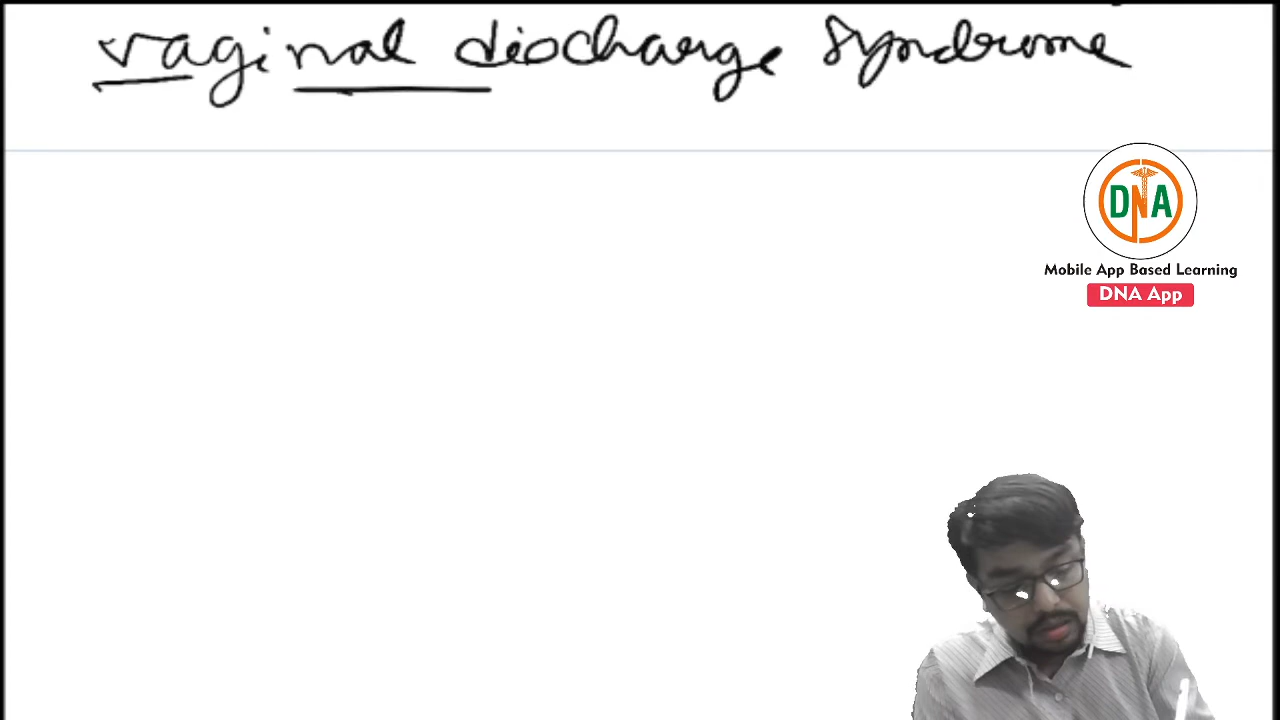 vaginal discharge syndrome
DNA
Mobile App Based Learning
DNA App